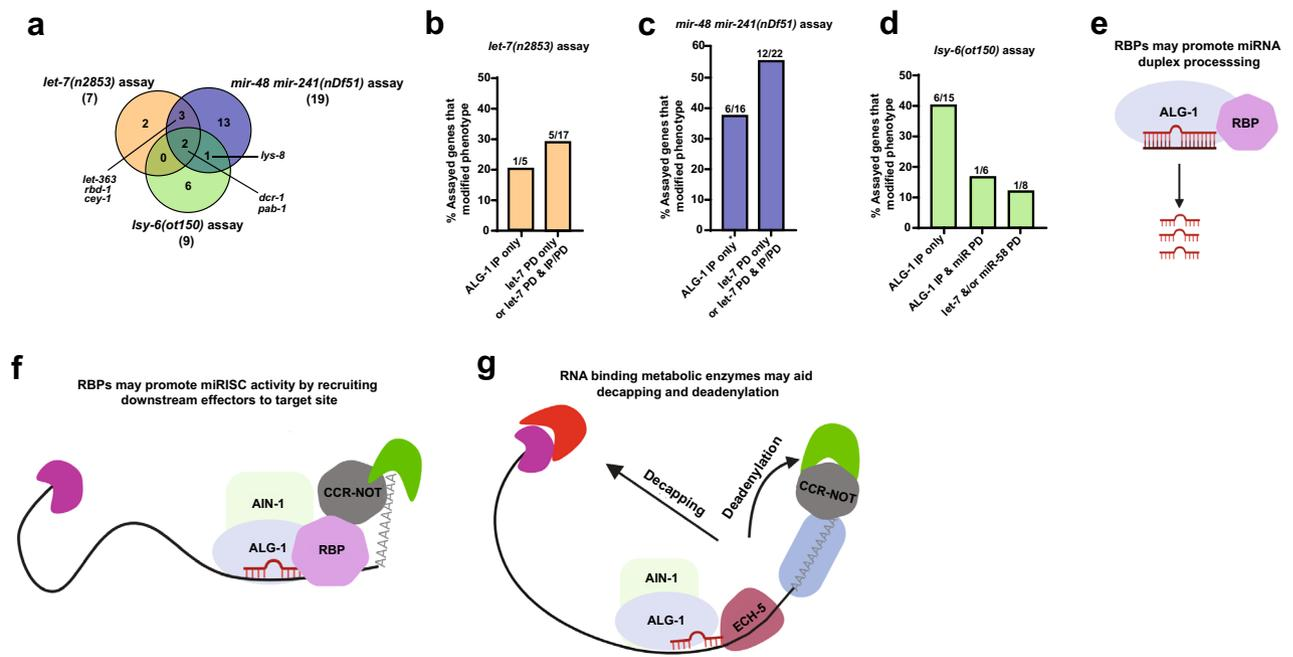 a
let-7(n2853) assay
(7)
mir-48 mir-241(nDf51) assay
(19)
2
3
13
2
0
1
6
lys-8
let-363
rbd-1
cey-1
dcr-1
pab-1
lsy-6(ot150) assay
(9)
b
let-7(n2853) assay
% Assayed genes that
modified phenotype
50
40
30
20
10
0
1/5
5/17
ALG-1 IP only
let-7 PD only
or let-7 PD & IP/PD
c
mir-48 mir-241(nDf51) assay
% Assayed genes that
modified phenotype
60
50
40
30
20
10
0
6/16
12/22
ALG-1 IP only*
let-7 PD only
or let-7 PD & IP/PD
d
lsy-6(ot150) assay
% Assayed genes that
modified phenotype
50
40
30
20
10
0
6/15
1/6
1/8
ALG-1 IP only
ALG-1 IP & miR PD
let-7 &/or miR-58 PD
e
RBPs may promote miRNA
duplex processsing
ALG-1
RBP
f
RBPs may promote miRISC activity by recruiting
downstream effectors to target site
AIN-1
CCR-NOT
ALG-1
RBP
AAAAAAAAAA
g
RNA binding metabolic enzymes may aid
decapping and deadenylation
Decapping
Deadenylation
CCR-NOT
AAAAAAAAAA
AIN-1
ALG-1
ECH-5